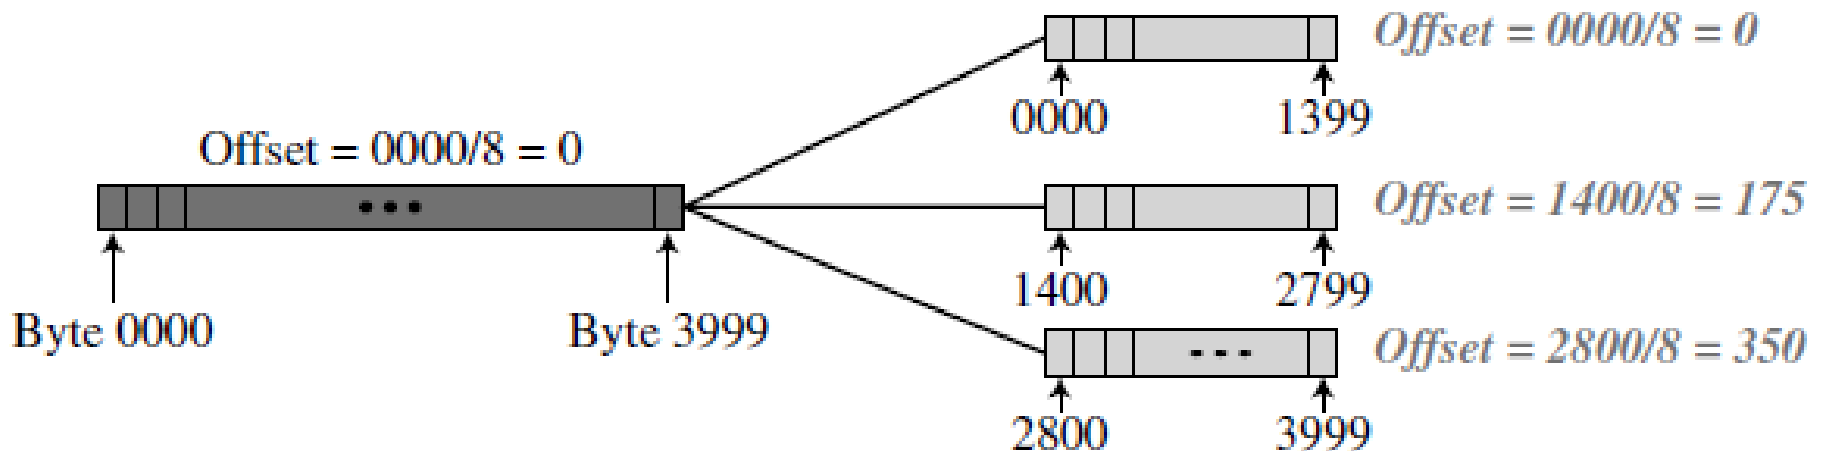 Offset = 0000/8 = 0
0000 1399
Offset = 0000/8 = 0
Offset = 1400/8 = 175
Byte 0000 Byte 3999
1400 2799
Offset = 2800/8 = 350
2800 3999